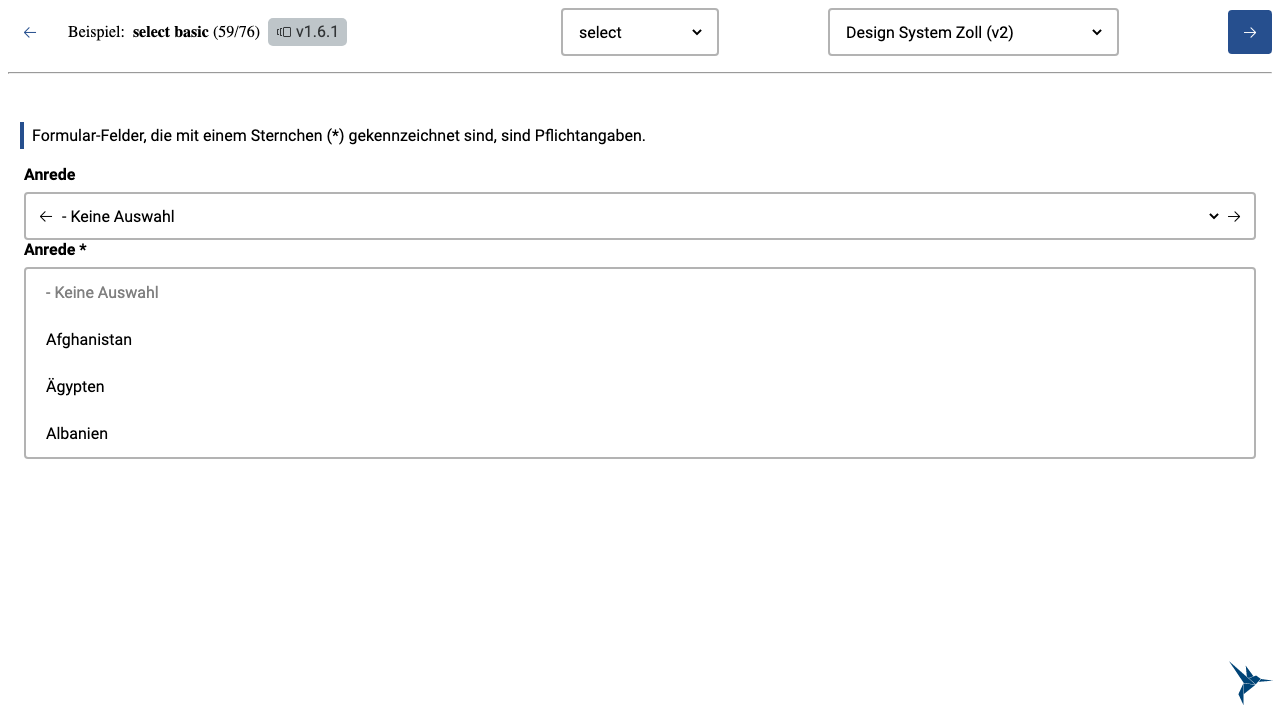 Beispiel: select basic (59/76) v1.6.1 select Design System Zoll (v2)
Formular-Felder, die mit einem Sternchen (*) gekennzeichnet sind, sind Pflichtangaben.
Anrede
- Keine Auswahl
Anrede *
- Keine Auswahl
Afghanistan
Ägypten
Albanien